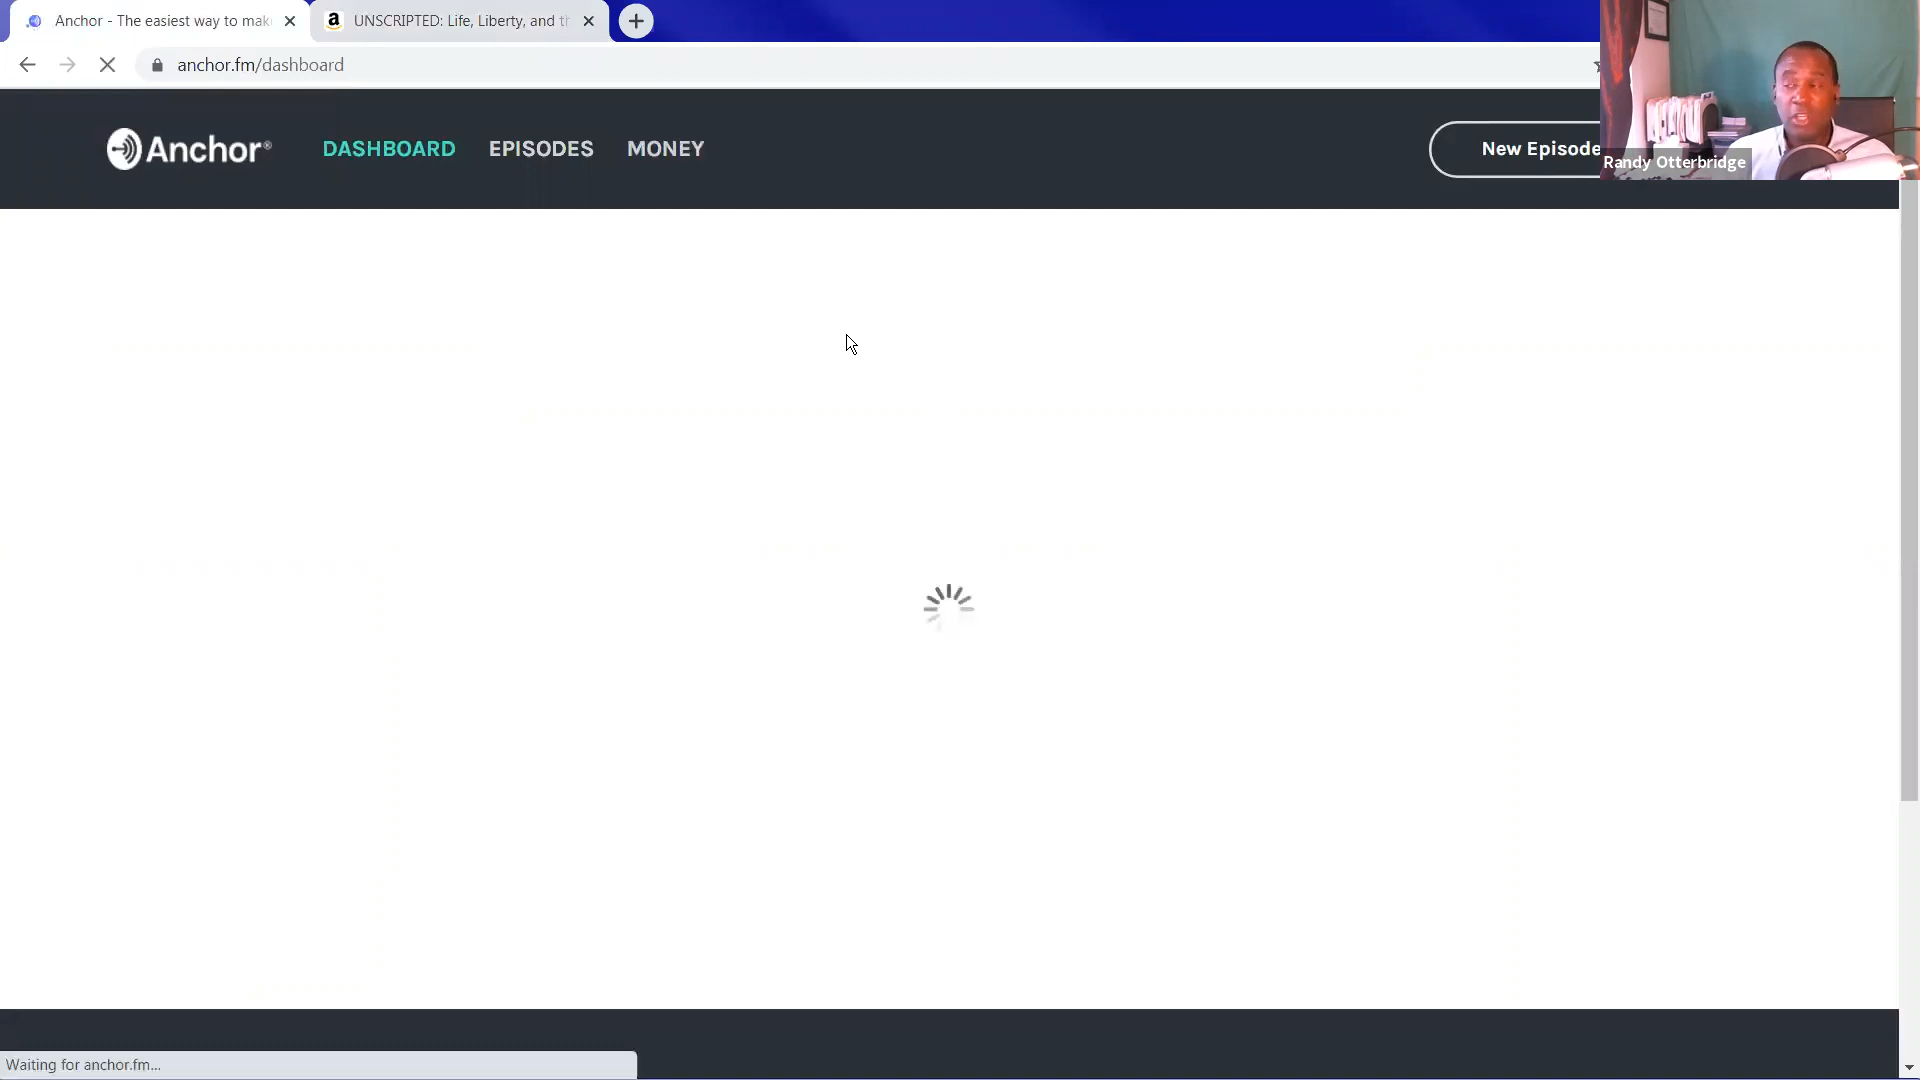 Anchor - The easiest way to mak
UNSCRIPTED: Life, Liberty, and th
anchor.fm/dashboard
Anchor®
DASHBOARD
EPISODES
MONEY
New Episode
Randy Otterbridge
Waiting for anchor.fm...